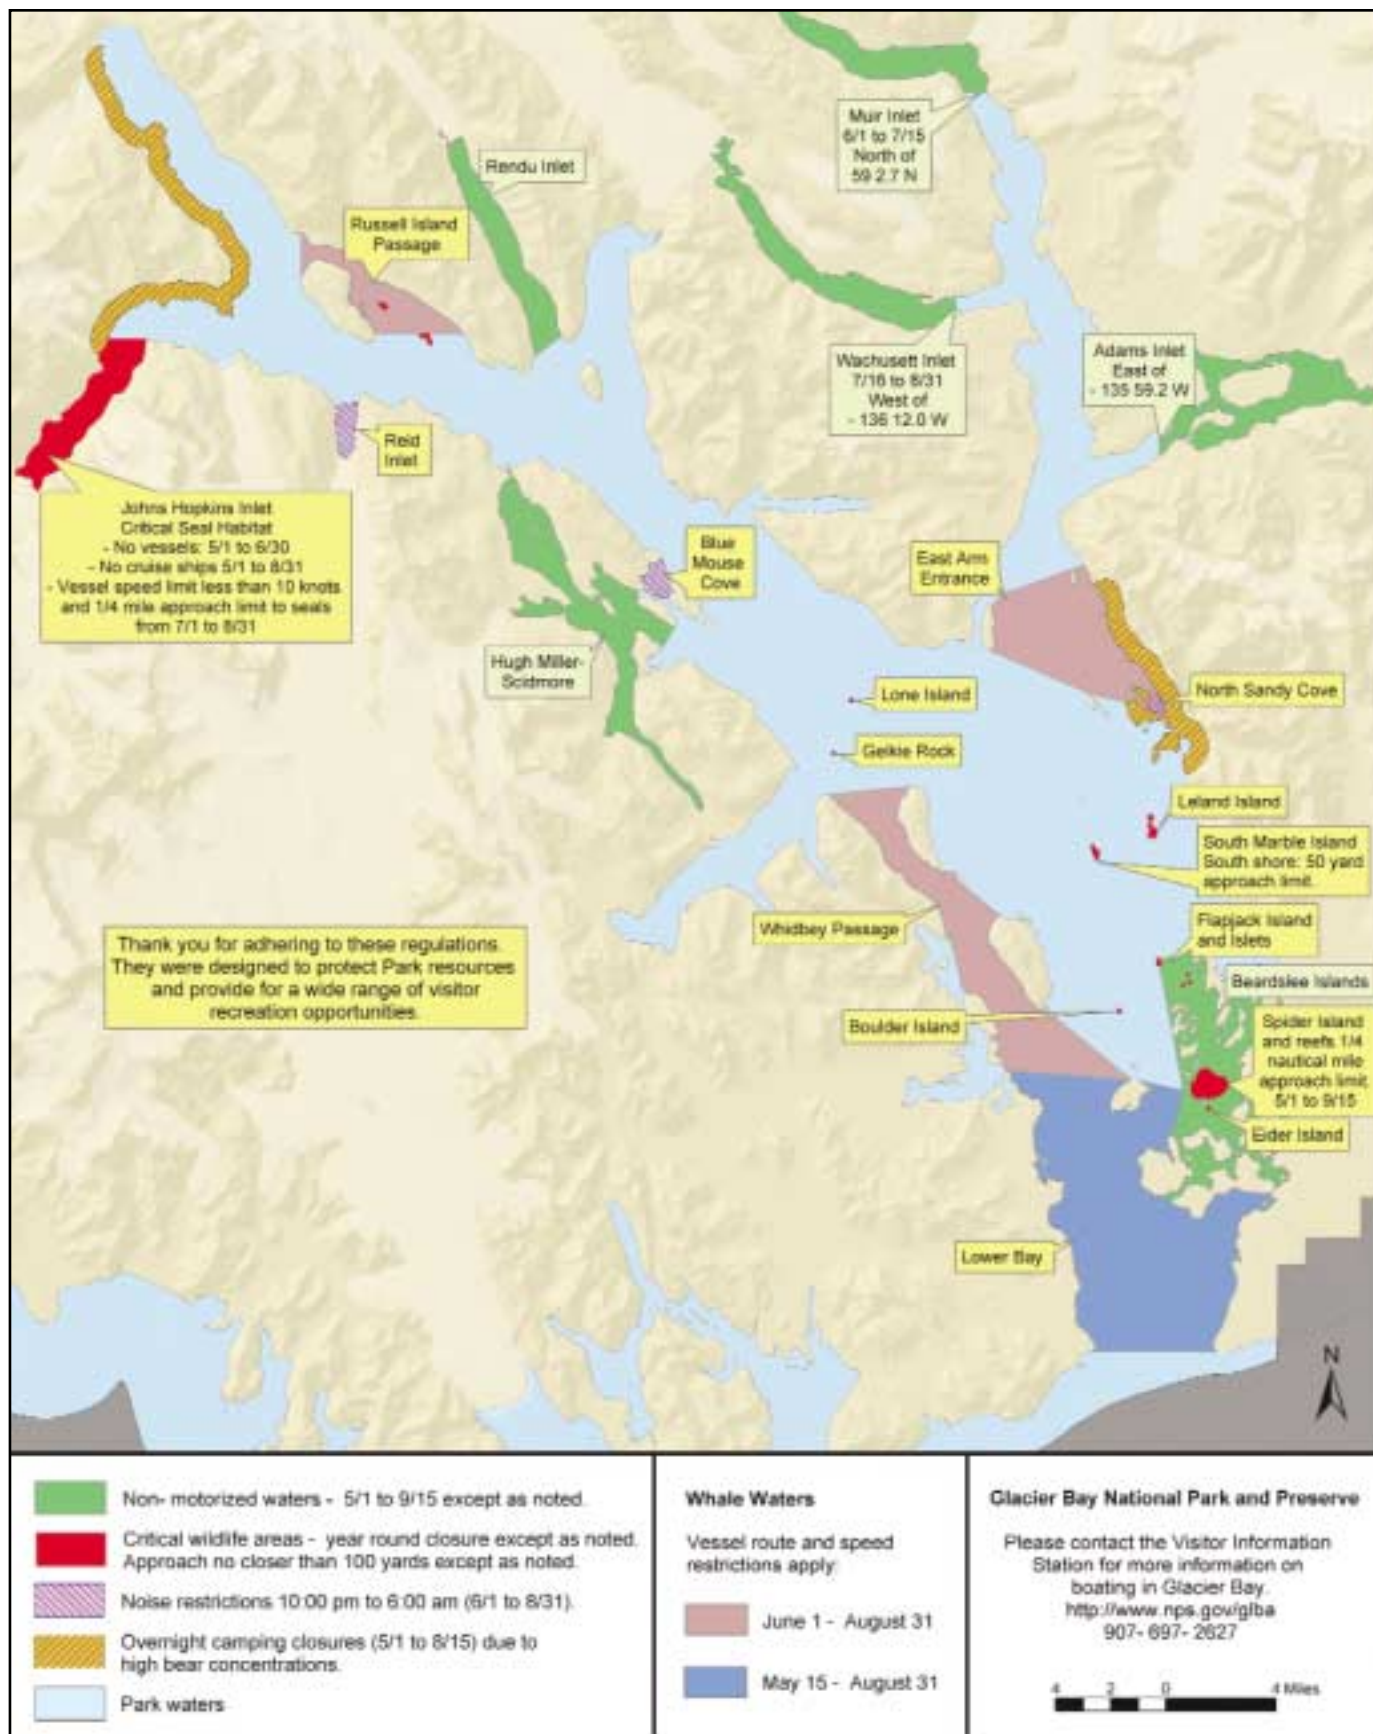 Muir Inlet
6/1 to 7/15
North of
59 2.7 N
Rendu Inlet
Russell Island
Passage
Wachusett Inlet
7/16 to 8/31
West of
- 136 12.0 W
Adams Inlet
East of
- 135 59.2 W
Reid
Inlet
Johns Hopkins Inlet
Critical Seal Habitat
- No vessels: 5/1 to 6/30
- No cruise ships 5/1 to 8/31
- Vessel speed limit less than 10 knots
and 1/4 mile approach limit to seals
from 7/1 to 8/31
Blue
Mouse
Cove
East Arm
Entrance
Hugh Miller-
Scidmore
Lone Island
North Sandy Cove
Geikie Rock
Leland Island
South Marble Island
South shore: 50 yard
approach limit.
Whidbey Passage
Flapjack Island
and Islets
Thank you for adhering to these regulations.
They were designed to protect Park resources
and provide for a wide range of visitor
recreation opportunities.
Beardslee Islands
Boulder Island
Spider Island
and reefs 1/4
nautical mile
approach limit
5/1 to 9/15
Eider Island
Lower Bay
N
Non- motorized waters - 5/1 to 9/15 except as noted.
Critical wildlife areas - year round closure except as noted.
Approach no closer than 100 yards except as noted.
Noise restrictions 10:00 pm to 6:00 am (6/1 to 8/31).
Overnight camping closures (5/1 to 8/15) due to
high bear concentrations.
Park waters
Whale Waters
Vessel route and speed
restrictions apply:
June 1 - August 31
May 15 - August 31
Glacier Bay National Park and Preserve
Please contact the Visitor Information
Station for more information on
boating in Glacier Bay.
http://www.nps.gov/glba
907- 697- 2627
4 2 0 4 Miles